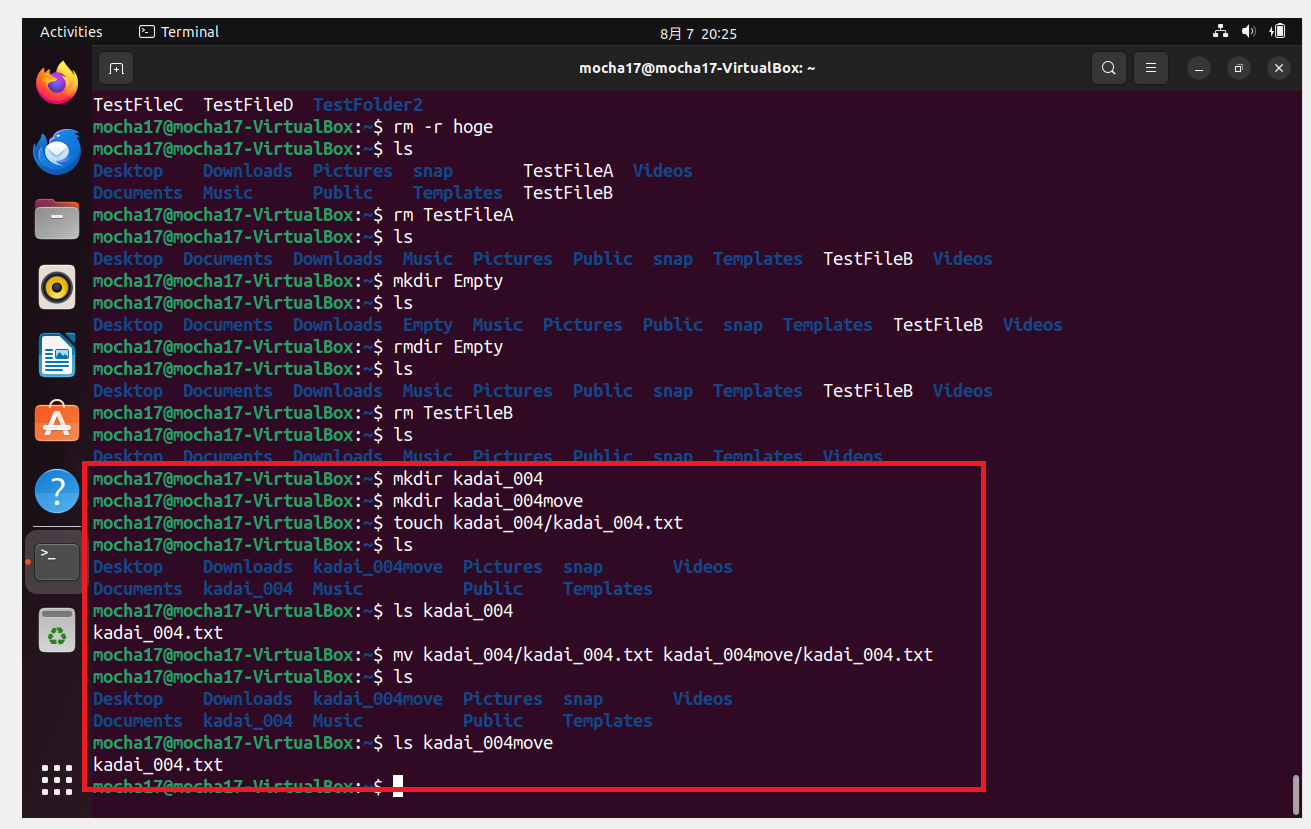 Activities Terminal 8月 7 20:25
mocha17@mocha17-VirtualBox: ~
TestFileC TestFileD TestFolder2
mocha17@mocha17-VirtualBox:~$ rm -r hoge
mocha17@mocha17-VirtualBox:~$ ls
Desktop Downloads Pictures snap TestFileA Videos
Documents Music Public Templates TestFileB
mocha17@mocha17-VirtualBox:~$ rm TestFileA
mocha17@mocha17-VirtualBox:~$ ls
Desktop Documents Downloads Music Pictures Public snap Templates TestFileB Videos
mocha17@mocha17-VirtualBox:~$ mkdir Empty
mocha17@mocha17-VirtualBox:~$ ls
Desktop Documents Downloads Empty Music Pictures Public snap Templates TestFileB Videos
mocha17@mocha17-VirtualBox:~$ rmdir Empty
mocha17@mocha17-VirtualBox:~$ ls
Desktop Documents Downloads Music Pictures Public snap Templates TestFileB Videos
mocha17@mocha17-VirtualBox:~$ rm TestFileB
mocha17@mocha17-VirtualBox:~$ ls
Desktop Documents Downloads Music Pictures Public snap Templates Videos
mocha17@mocha17-VirtualBox:~$ mkdir kadai_004
mocha17@mocha17-VirtualBox:~$ mkdir kadai_004move
mocha17@mocha17-VirtualBox:~$ touch kadai_004/kadai_004.txt
mocha17@mocha17-VirtualBox:~$ ls
Desktop Downloads kadai_004move Pictures snap Videos
Documents kadai_004 Music Public Templates
mocha17@mocha17-VirtualBox:~$ ls kadai_004
kadai_004.txt
mocha17@mocha17-VirtualBox:~$ mv kadai_004/kadai_004.txt kadai_004move/kadai_004.txt
mocha17@mocha17-VirtualBox:~$ ls
Desktop Downloads kadai_004move Pictures snap Videos
Documents kadai_004 Music Public Templates
mocha17@mocha17-VirtualBox:~$ ls kadai_004move
kadai_004.txt
mocha17@mocha17-VirtualBox:~$